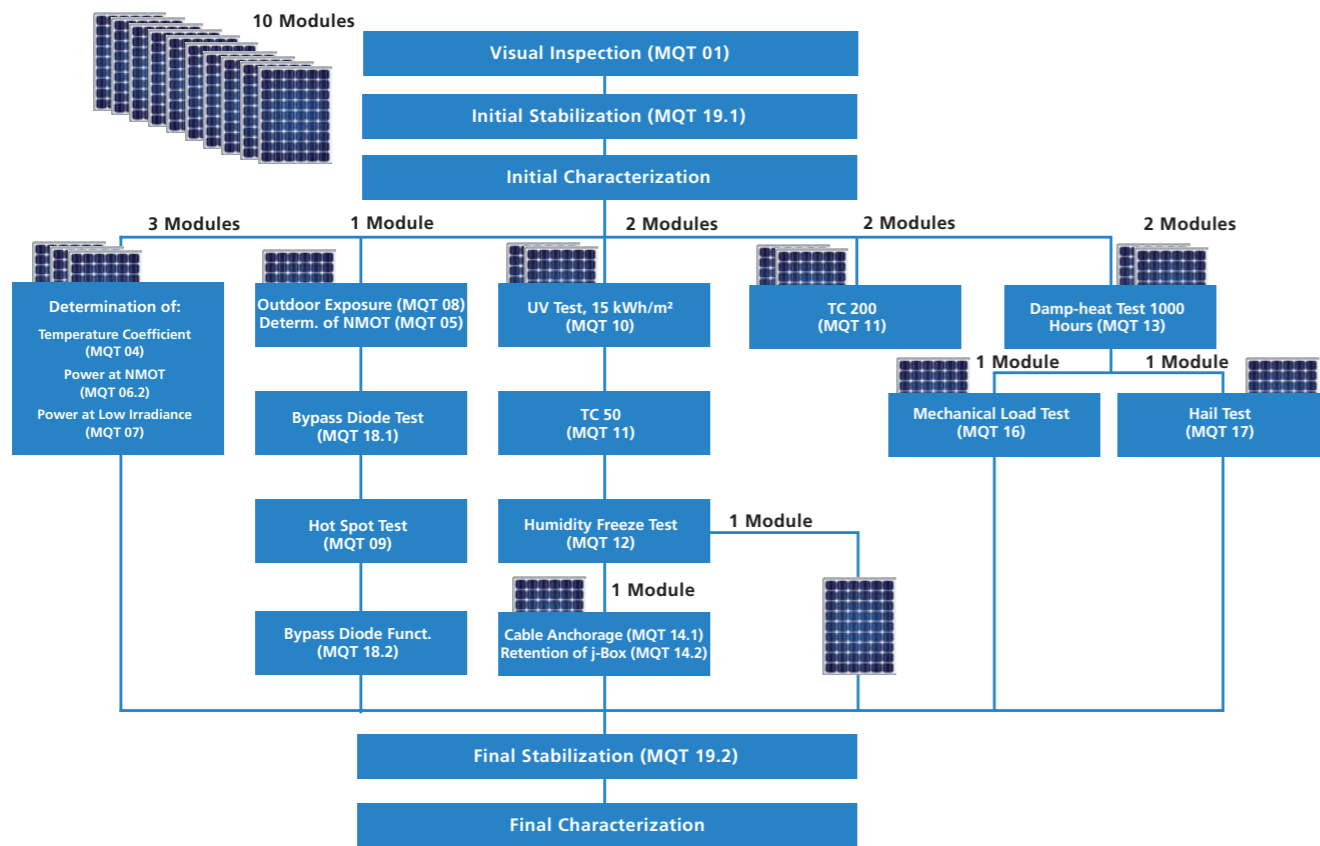 10 Modules
Visual Inspection (MQT 01)
Initial Stabilization (MQT 19.1)
Initial Characterization
3 Modules
1 Module
2 Modules
2 Modules
2 Modules
Determination of:
Temperature Coefficient
(MQT 04)
Power at NMOT
(MQT 06.2)
Power at Low Irradiance
(MQT 07)
Outdoor Exposure (MQT 08)
Determ. of NMOT (MQT 05)
Bypass Diode Test
(MQT 18.1)
Hot Spot Test
(MQT 09)
Bypass Diode Funct.
(MQT 18.2)
UV Test, 15 kWh/m²
(MQT 10)
TC 50
(MQT 11)
Humidity Freeze Test
(MQT 12)
1 Module
1 Module
Cable Anchorage (MQT 14.1)
Retention of j-Box (MQT 14.2)
TC 200
(MQT 11)
Damp-heat Test 1000
Hours (MQT 13)
1 Module
1 Module
Mechanical Load Test
(MQT 16)
Hail Test
(MQT 17)
Final Stabilization (MQT 19.2)
Final Characterization